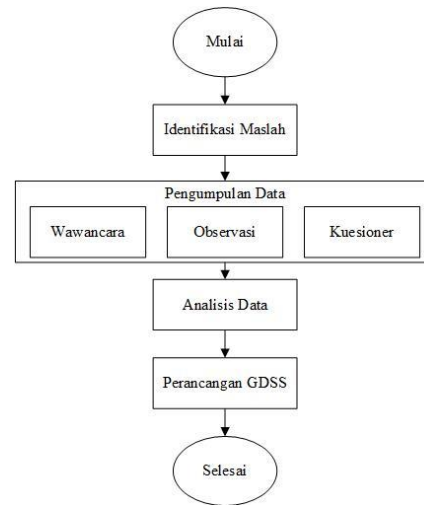 Mulai
Identifikasi Maslah
Pengumpulan Data
Wawancara
Observasi
Kuesioner
Analisis Data
Perancangan GDSS
Selesai